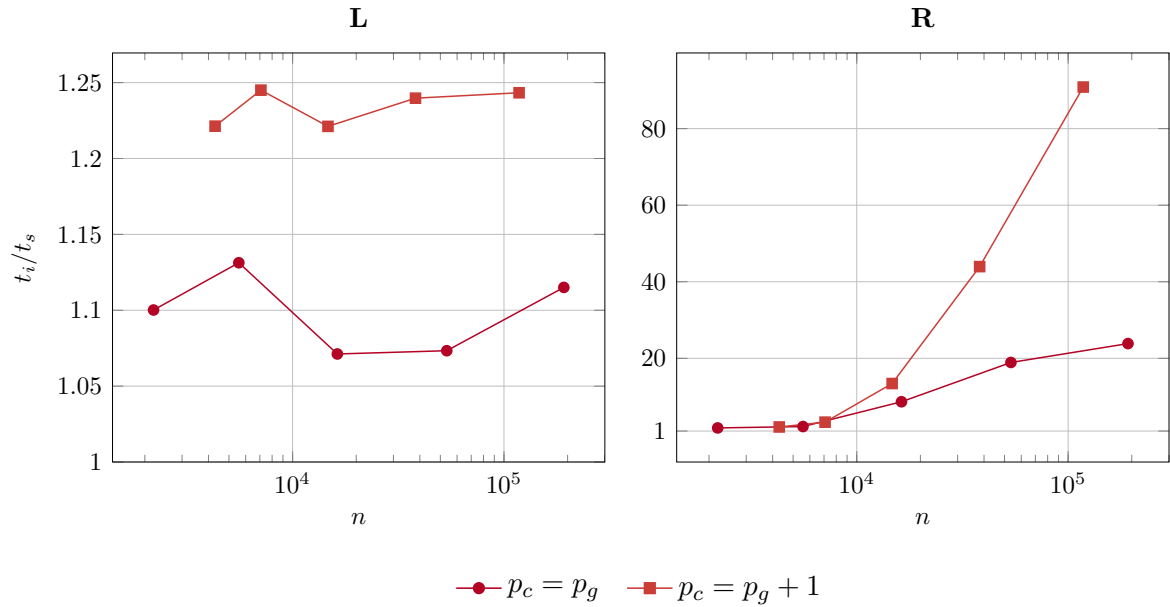 L
R
1.25
1.2
1.15
1.1
1.05
1
t_i/t_s
10^4
10^5
n
80
60
40
20
1
10^4
10^5
n
p_c = p_g
p_c = p_g + 1